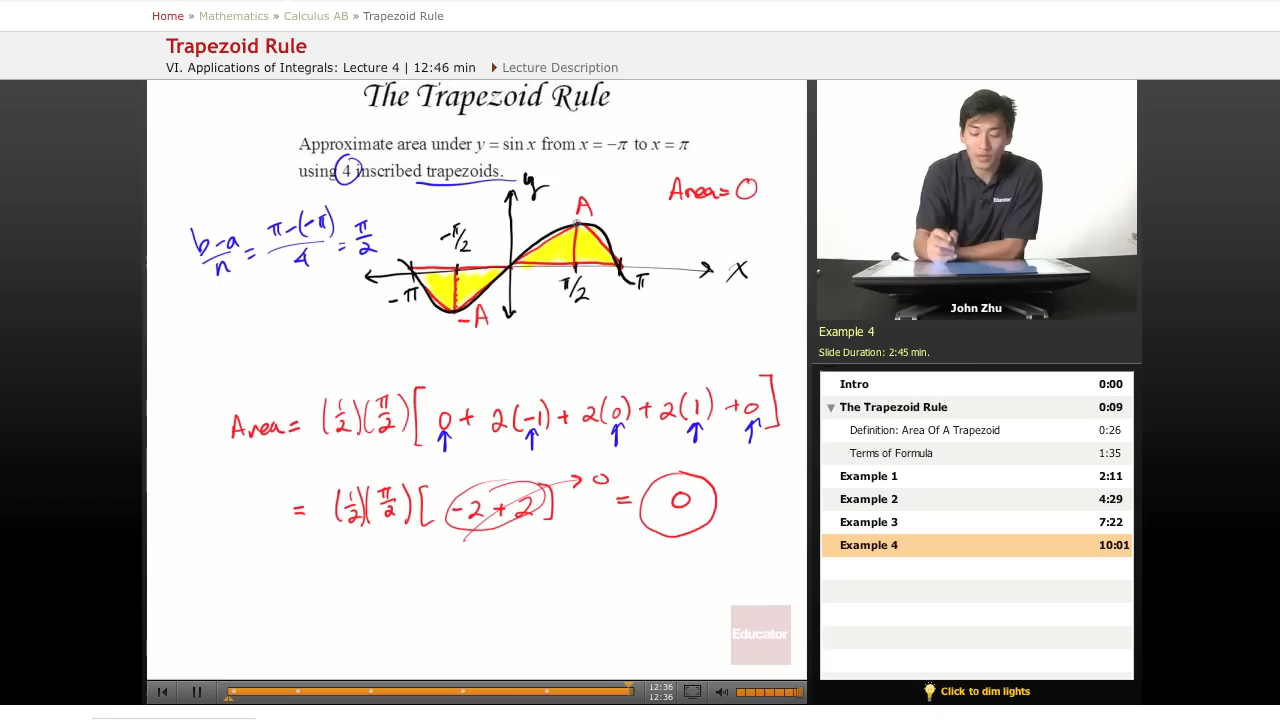 Home » Mathematics » Calculus AB » Trapezoid Rule
Trapezoid Rule
VI. Applications of Integrals: Lecture 4 | 12:46 min Lecture Description
The Trapezoid Rule
Approximate area under y = sin x from x = −π to x = π
using 4 inscribed trapezoids.
y
Area = 0
A
b-a/n = π-(-π)/4 = π/2
-π/2
x
-π
π/2
π
-A
Area = (1/2)(π/2)[0 + 2(-1) + 2(0) + 2(1) + 0]
= (1/2)(π/2)[-2 + 2] → 0 = 0
Educator
12:36
12:36
Educator
John Zhu
Example 4
Slide Duration: 2:45 min.
Intro 0:00
The Trapezoid Rule 0:09
Definition: Area Of A Trapezoid 0:26
Terms of Formula 1:35
Example 1 2:11
Example 2 4:29
Example 3 7:22
Example 4 10:01
Click to dim lights